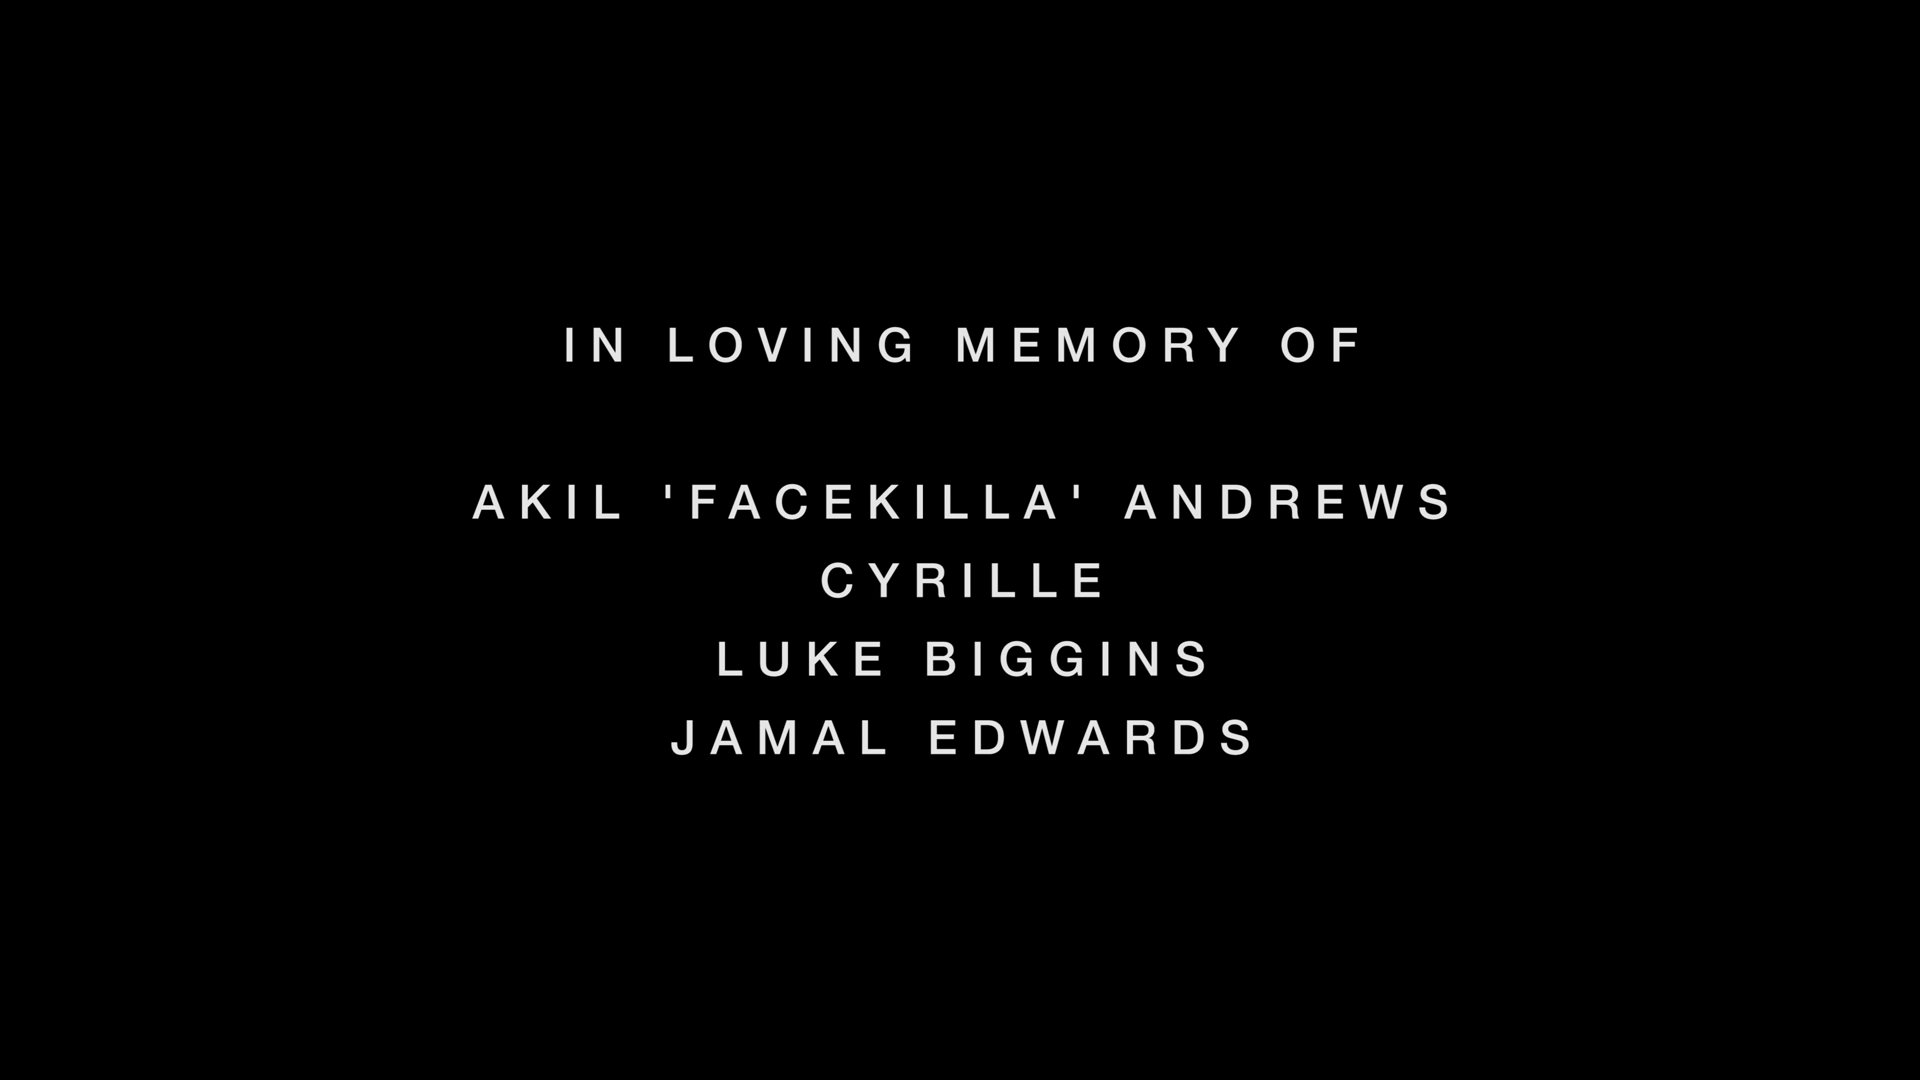 IN LOVING MEMORY OF
AKIL 'FACEKILLA' ANDREWS
CYRILLE
LUKE BIGGINS
JAMAL EDWARDS